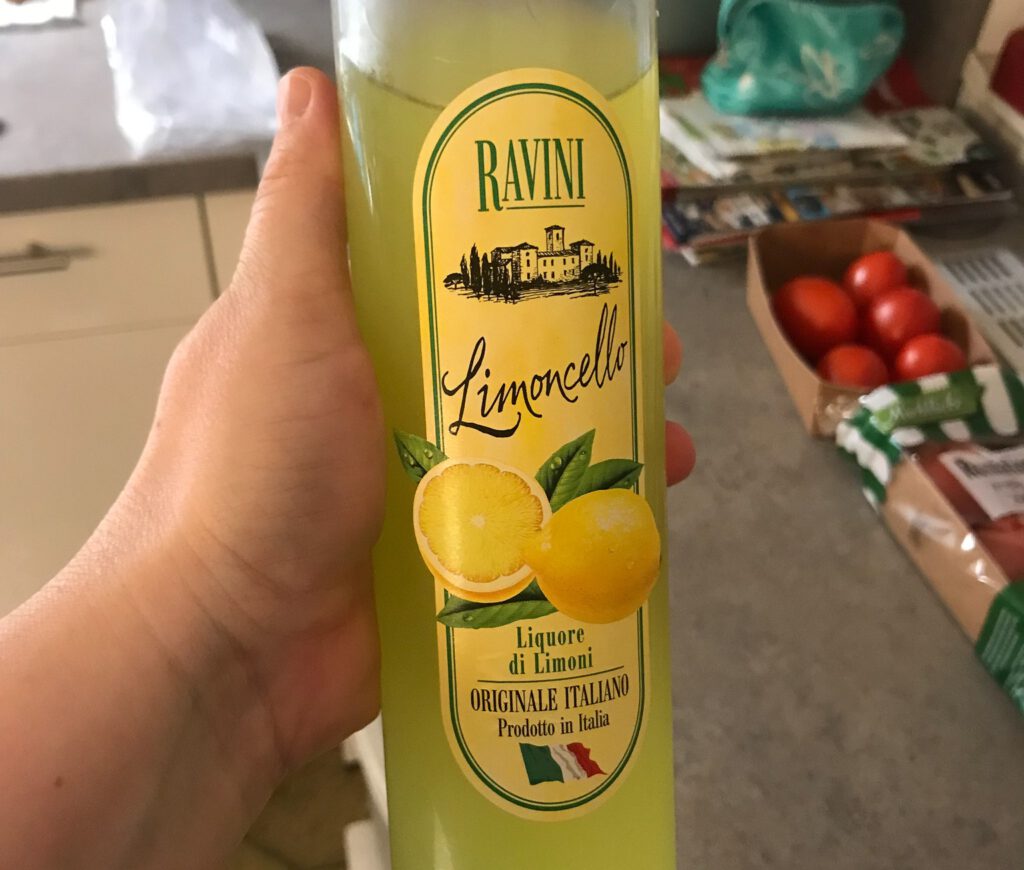 RAVINI
Limoncello
Liquore
di Limoni
ORIGINALE ITALIANO
Prodotto in Italia